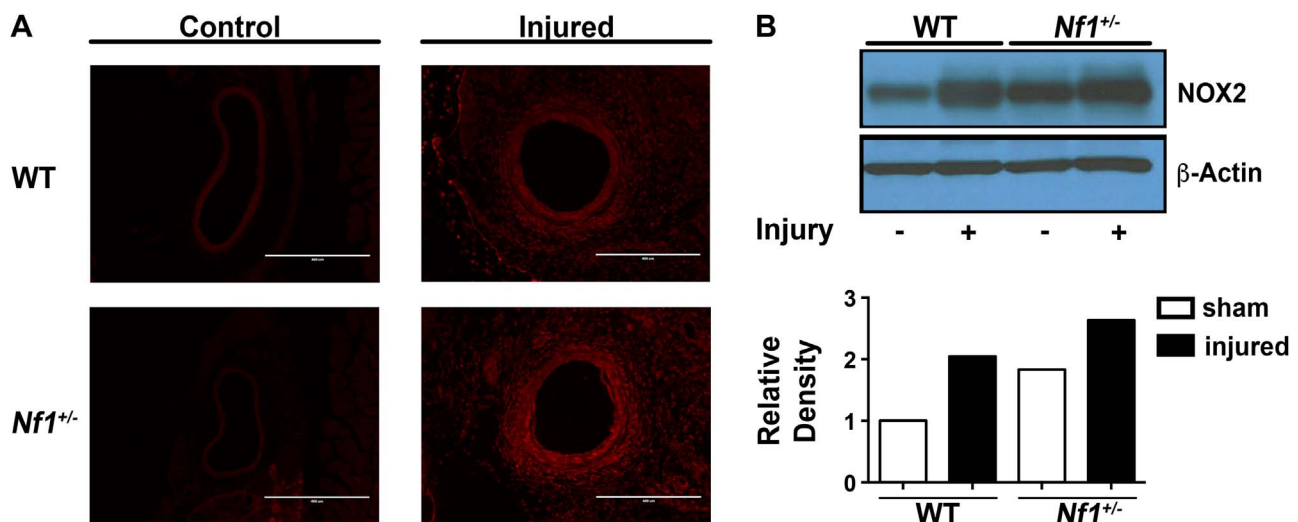 A
Control
Injured
WT
Nf1+/-
B
WT
Nf1+/-
NOX2
β-Actin
Injury - + - +
Relative
Density
3
2
1
0
sham
injured
WT
Nf1+/-